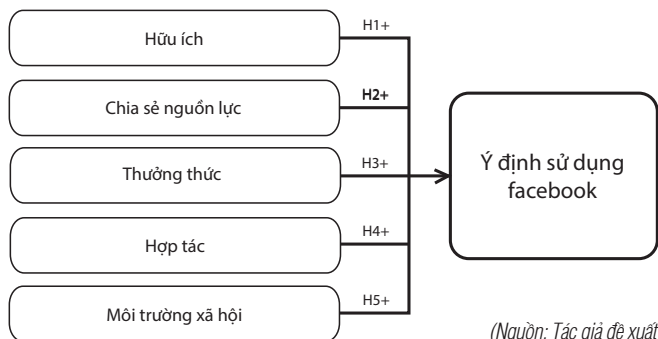 Hữu ích
H1+
Chia sẻ nguồn lực
H2+
Thưởng thức
H3+
Hợp tác
H4+
Môi trường xã hội
H5+
Ý định sử dụng
facebook
(Nguồn: Tác giả đề xuất